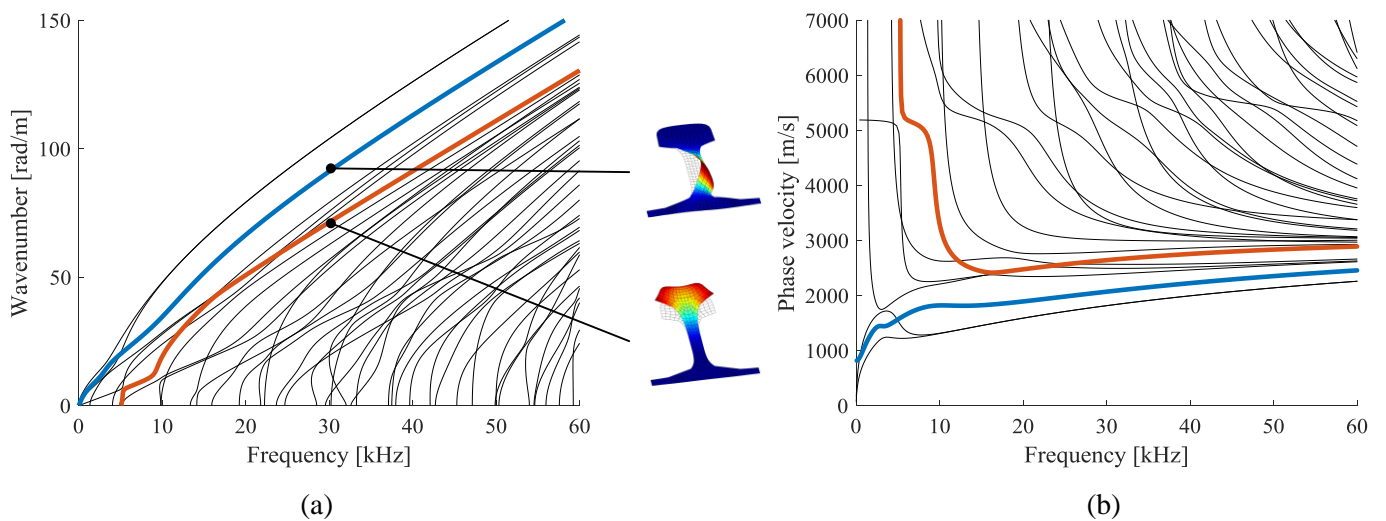 150
100
50
0
Wavenumber [rad/m]
0 10 20 30 40 50 60
Frequency [kHz]
(a)
7000
6000
5000
4000
3000
2000
1000
0
Phase velocity [m/s]
0 10 20 30 40 50 60
Frequency [kHz]
(b)